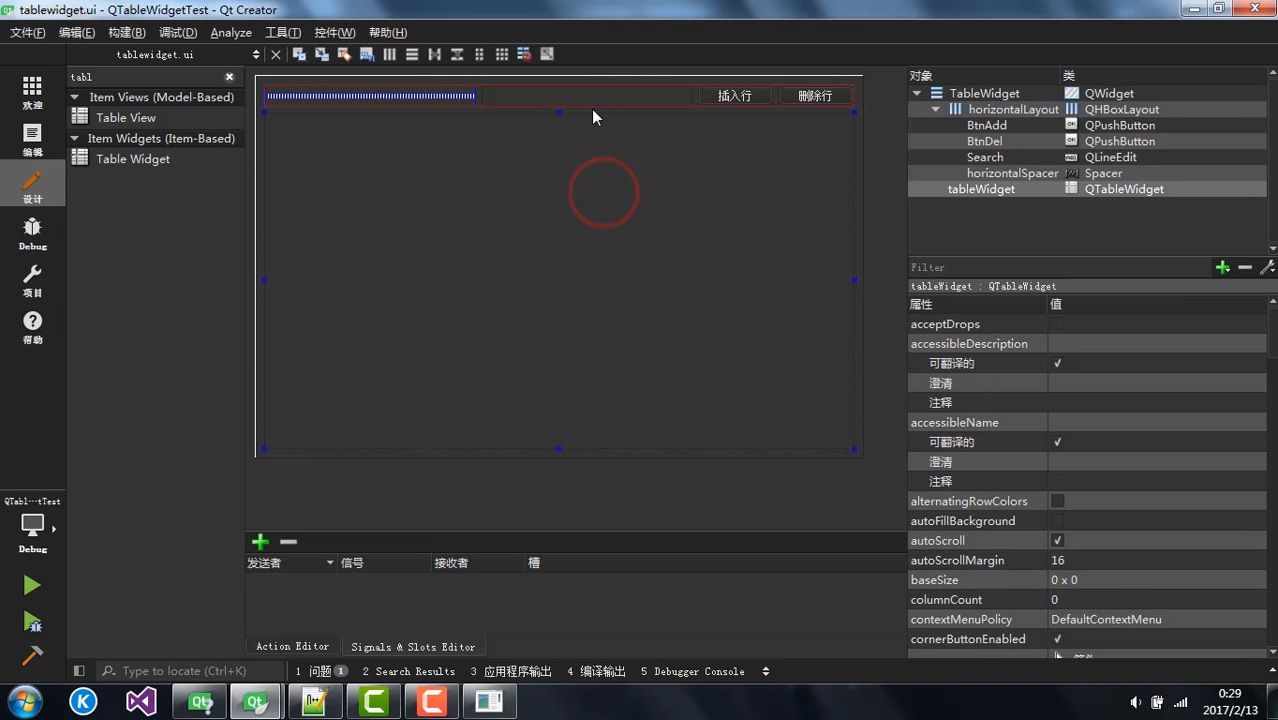 tablewidget.ui - QTableWidgetTest - Qt Creator
文件(F) 编辑(E) 构建(B) 调试(D) Analyze 工具(T) 控件(W) 帮助(H)
tablewidget.ui
tabl
Item Views (Model-Based)
Table View
Item Widgets (Item-Based)
Table Widget
欢迎
编辑
设计
Debug
项目
帮助
QTabl···tTest
Debug
插入行 删除行
对象 类
TableWidget QWidget
horizontalLayout QHBoxLayout
BtnAdd QPushButton
BtnDel QPushButton
Search QLineEdit
horizontalSpacer Spacer
tableWidget QTableWidget
Filter
tableWidget : QTableWidget
属性 值
acceptDrops
accessibleDescription
可翻译的
澄清
注释
accessibleName
可翻译的
澄清
注释
alternatingRowColors
autoFillBackground
autoScroll
autoScrollMargin 16
baseSize 0 x 0
columnCount 0
contextMenuPolicy DefaultContextMenu
cornerButtonEnabled
发送者 信号 接收者 槽
Action Editor Signals & Slots Editor
Type to locate (Ctrl+K) 1 问题 1 2 Search Results 3 应用程序输出 4 编译输出 5 Debugger Console
0:29
2017/2/13